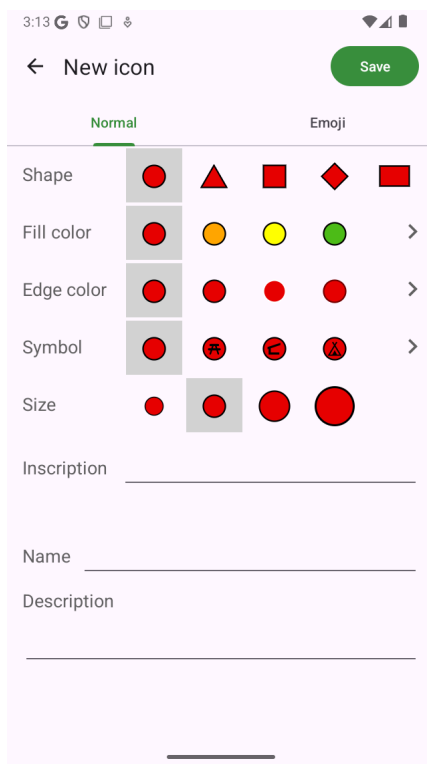 3:13
New icon
Save
Normal
Emoji
Shape
Fill color
Edge color
Symbol
Size
Inscription
Name
Description